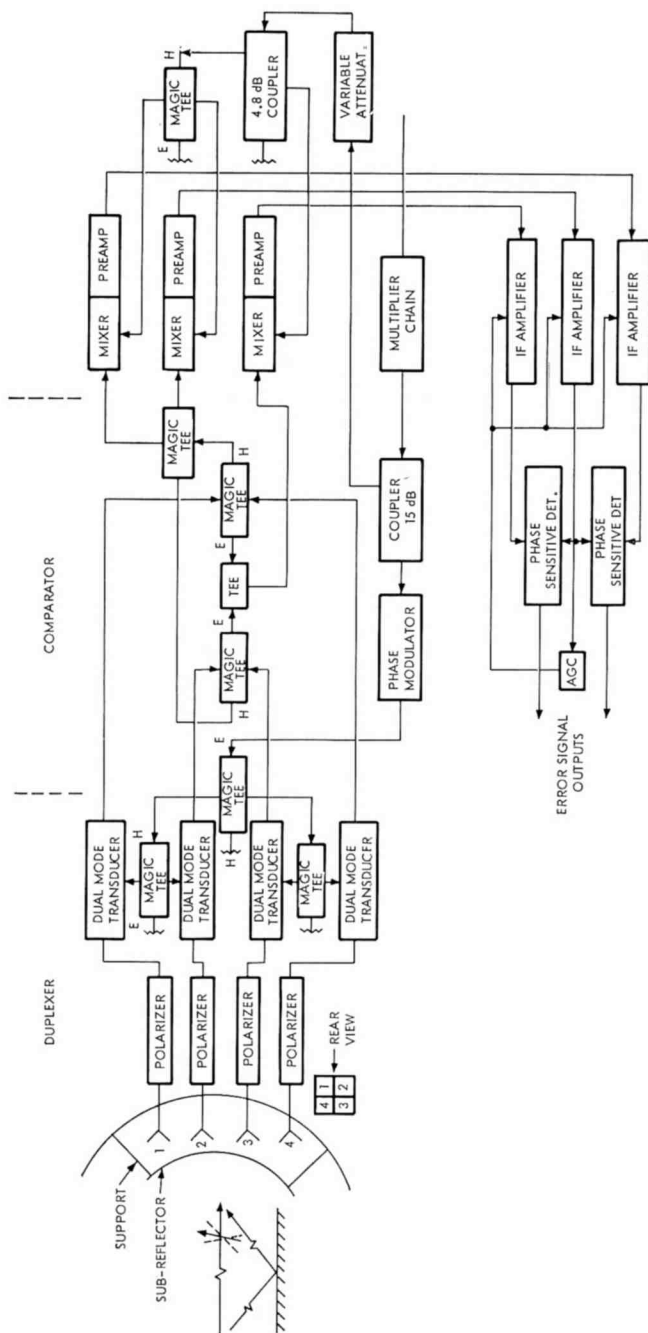 DUPLEXER
COMPARATOR
SUPPORT
SUB-REFLECTOR
1
2
3
4
POLARIZER
POLARIZER
POLARIZER
POLARIZER
4 1
3 2
REAR
VIEW
DUAL MODE
TRANSDUCER
H
MAGIC
TEE
E
DUAL MODE
TRANSDUCER
E
MAGIC
TEE
H
DUAL MODE
TRANSDUCER
MAGIC
TEE
DUAL MODE
TRANSDUCER
MAGIC
TEE
E
H
TEE
MAGIC
TEE
E
H
MAGIC
TEE
PHASE
MODULATOR
COUPLER
15 dB
MULTIPLIER
CHAIN
MIXER
PREAMP
MIXER
PREAMP
MIXER
PREAMP
MAGIC
TEE
E
H
4.8 dB
COUPLER
VARIABLE
ATTENUAT.
IF AMPLIFIER
IF AMPLIFIER
IF AMPLIFIER
PHASE
SENSITIVE DET.
PHASE
SENSITIVE DET
AGC
ERROR SIGNAL
OUTPUTS